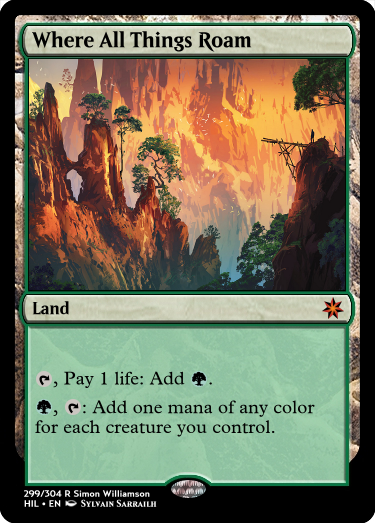 Where All Things Roam
Land
, Pay 1 life: Add .
, : Add one mana of any color
for each creature you control.
299/304 R Simon Williamson
HIL • EN Sylvain Sarrailh